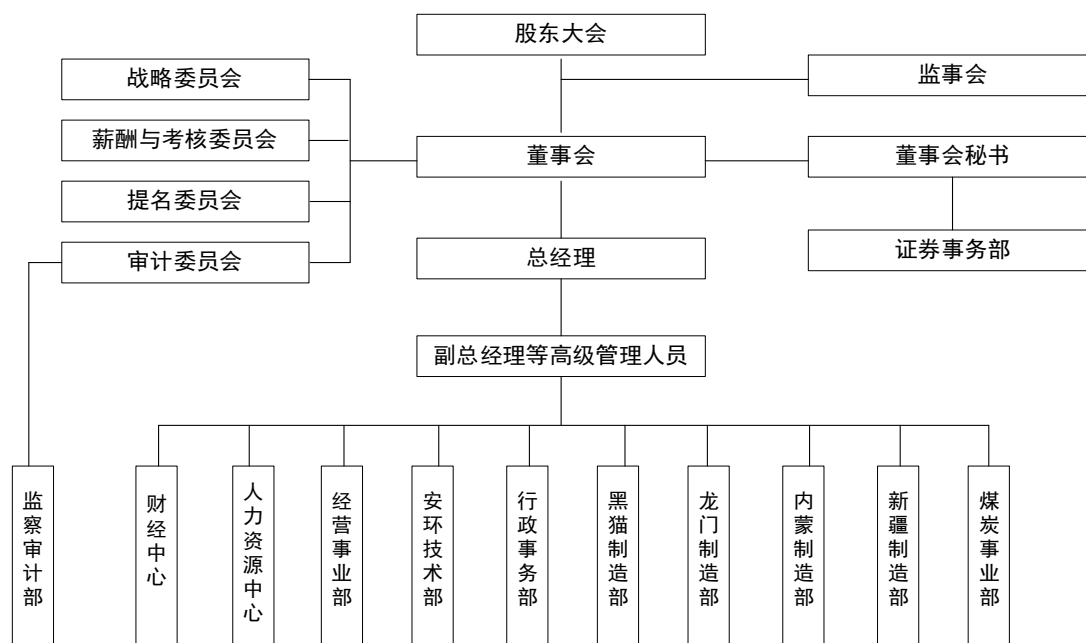 股东大会
战略委员会
监事会
薪酬与考核委员会
董事会
董事会秘书
提名委员会
审计委员会
总经理
证券事务部
副总经理等高级管理人员
监察审计部
财经中心
人力资源中心
经营事业部
安环技术部
行政事务部
黑猫制造部
龙门制造部
内蒙制造部
新疆制造部
煤炭事业部